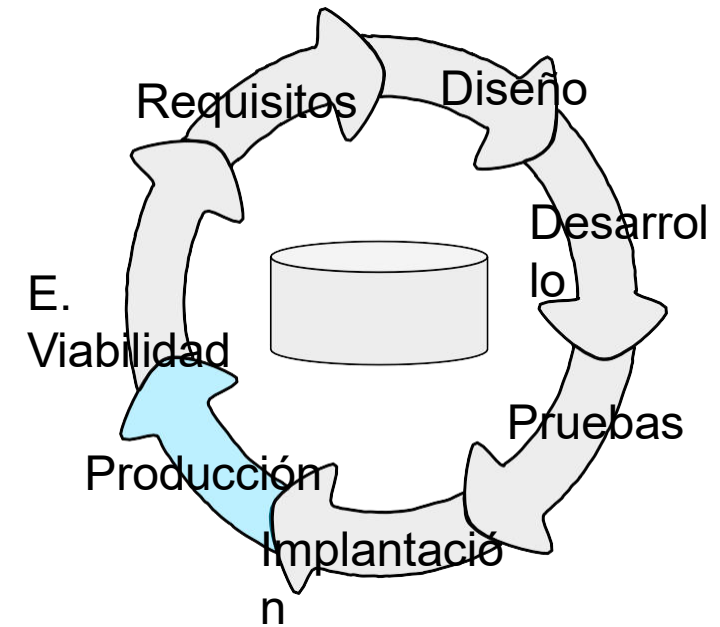 Requisitos
Diseño
Desarrol
lo
E.
Viabilidad
Pruebas
Producción
Implantació
n